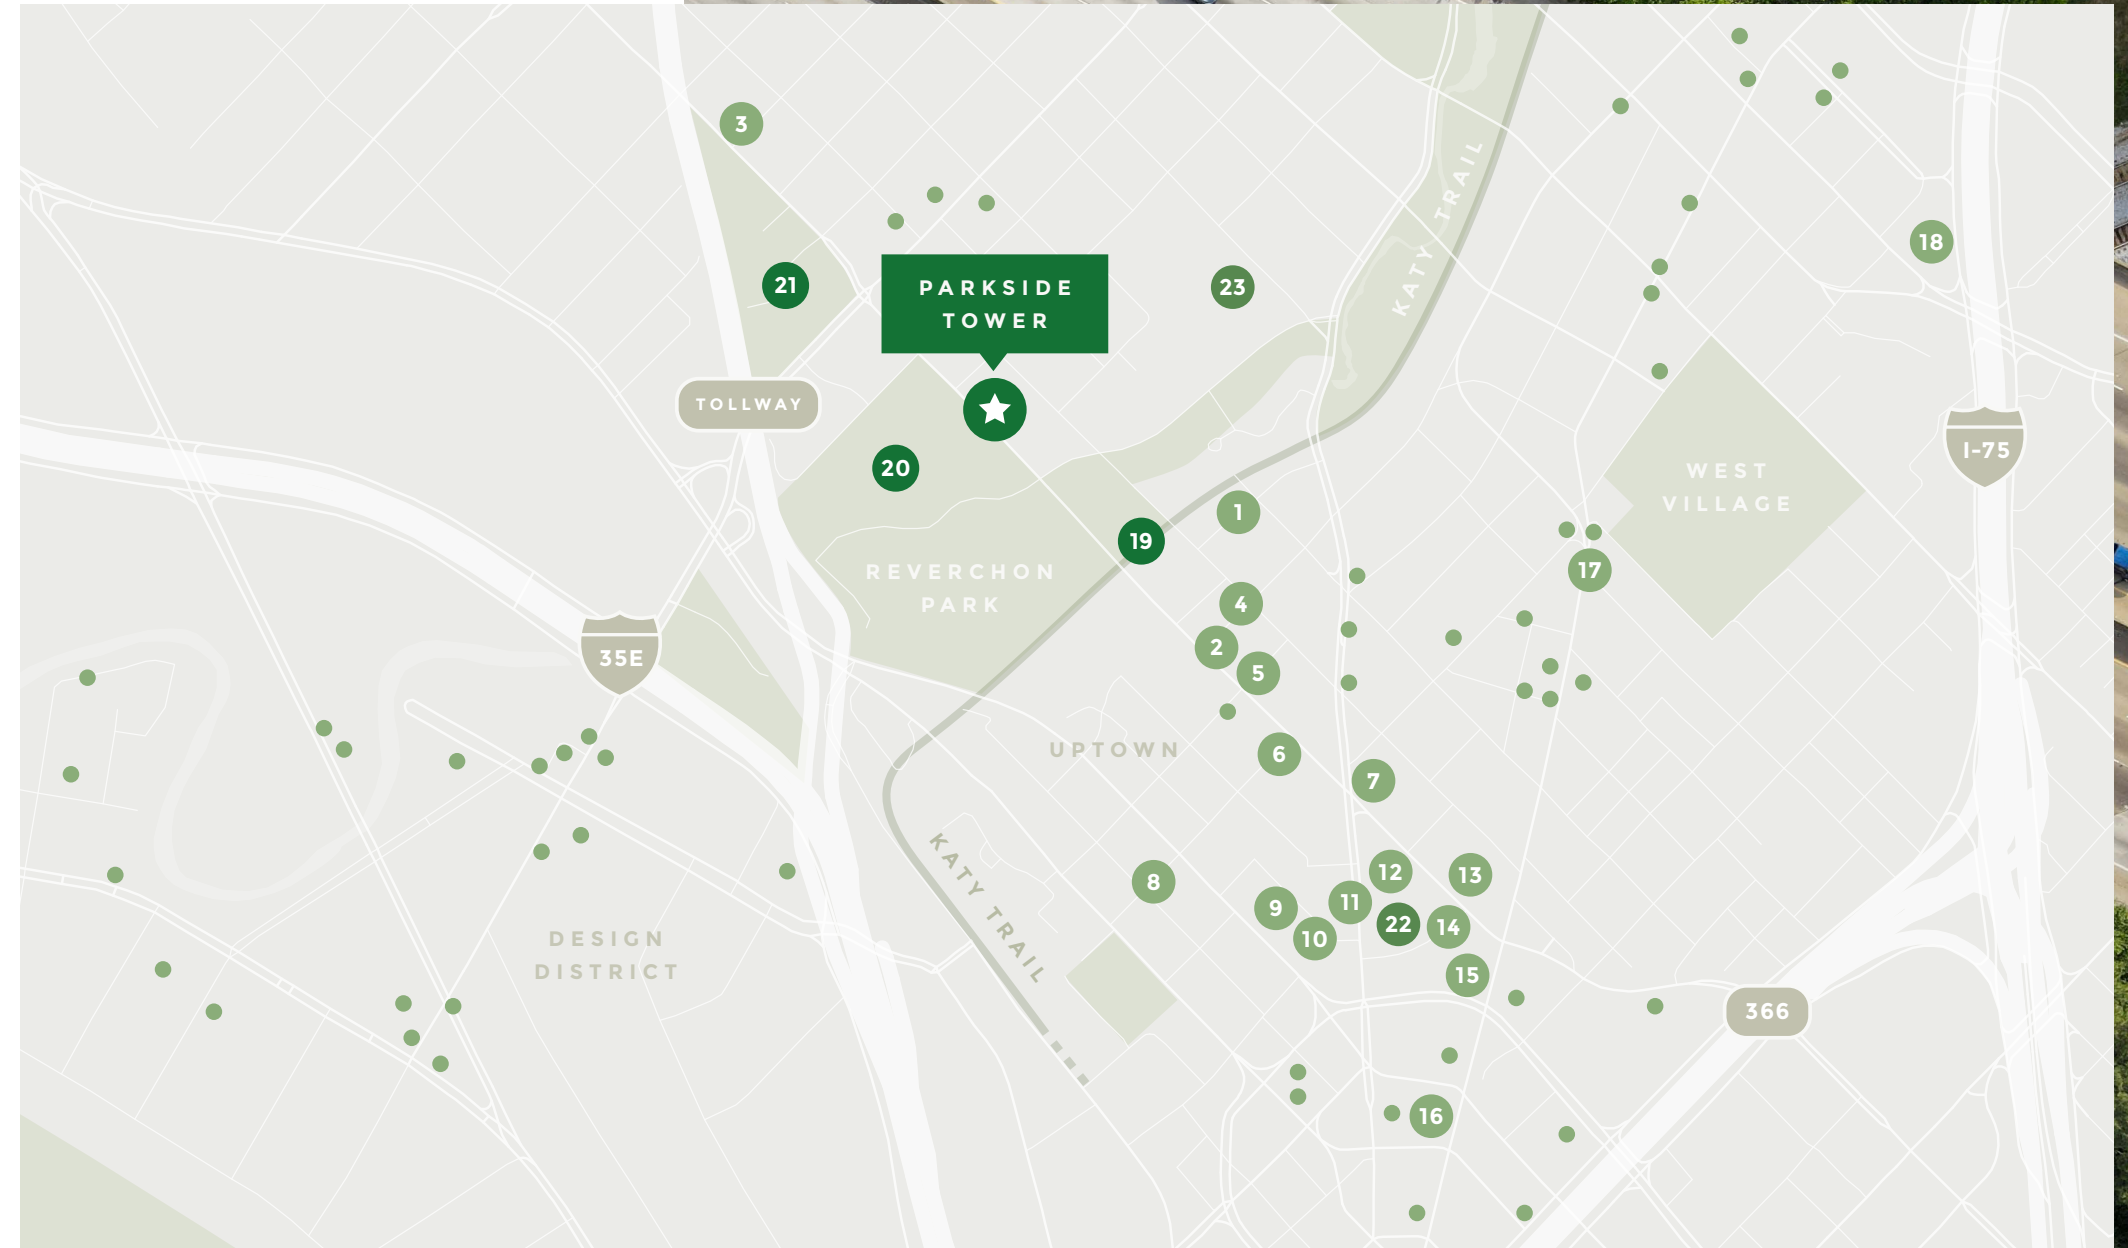 3
18
21
PARKSIDE
TOWER
23
KATY TRAIL
TOLLWAY
I-75
20
WEST
VILLAGE
1
19
REVERCHON
PARK
17
4
2
5
35E
UPTOWN
6
7
KATY TRAIL
8
12
13
11
9
22
14
10
DESIGN
DISTRICT
15
366
16